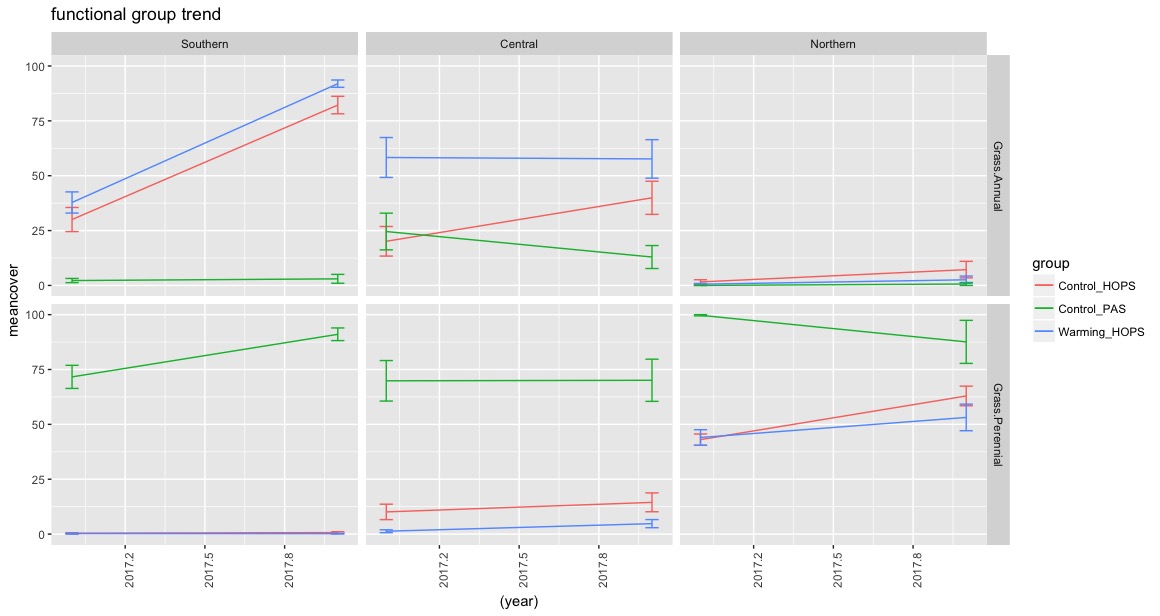 functional group trend
Southern Central Northern
100
75
50
25
0
Grass.Annual
100
75
50
25
0
Grass.Perennial
meancover
2017.2 2017.5 2017.8 2017.2 2017.5 2017.8 2017.2 2017.5 2017.8
(year)
group
Control_HOPS
Control_PAS
Warming_HOPS